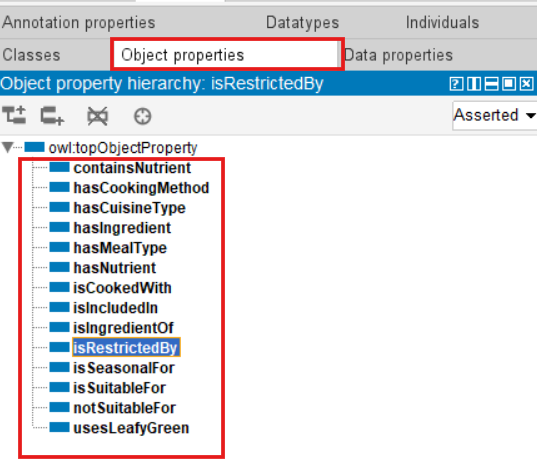 Annotation properties Datatypes Individuals
Classes Object properties Data properties
Object property hierarchy: isRestrictedBy
Asserted
owl:topObjectProperty
containsNutrient
hasCookingMethod
hasCuisineType
hasIngredient
hasMealType
hasNutrient
isCookedWith
isIncludedIn
isIngredientOf
isRestrictedBy
isSeasonalFor
isSuitableFor
notSuitableFor
usesLeafyGreen